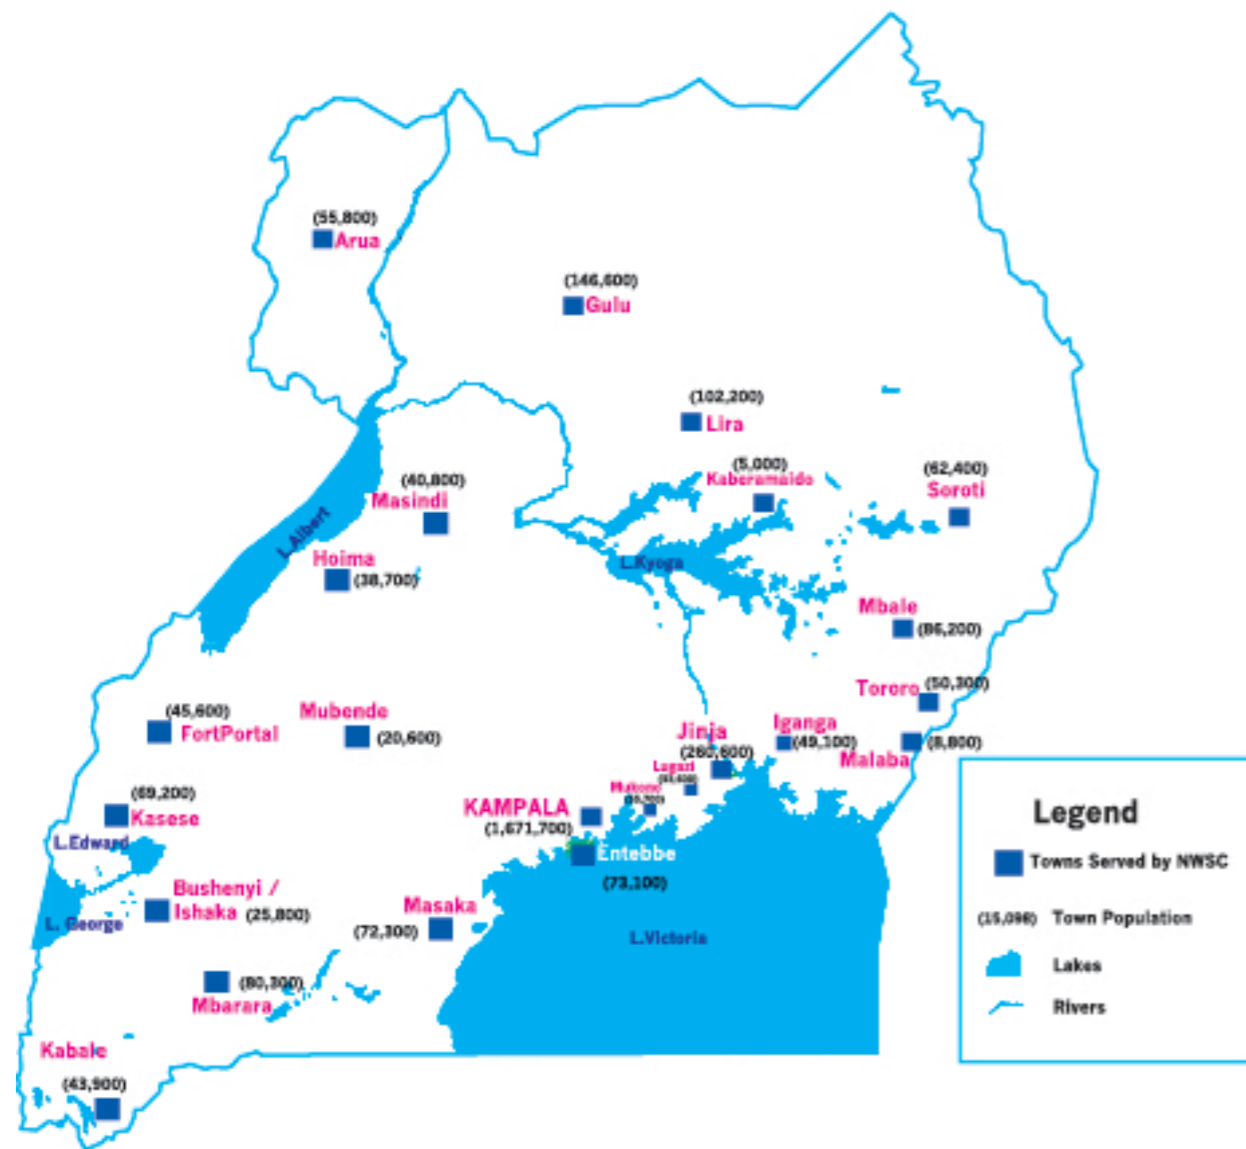 (55,800)
Arua
(146,600)
Gulu
(102,200)
Lira
(5,000)
Kaberamaido
(62,400)
Soroti
(40,800)
Masindi
L.Albert
Hoima
(38,700)
L.Kyoga
Mbale
(86,200)
Tororo
(50,300)
(45,600)
FortPortal
Mubende
(20,600)
Jinja
(260,600)
Iganga
(49,100)
Malaba
(8,800)
Lugazi
Mukono
(69,200)
Kasese
KAMPALA
(1,671,700)
Entebbe
(73,100)
L.Edward
Bushenyi /
Ishaka (25,800)
L. George
Masaka
(72,300)
L.Victoria
(80,300)
Mbarara
Kabale
(43,900)
Legend
Towns Served by NWSC
(15,098) Town Population
Lakes
Rivers